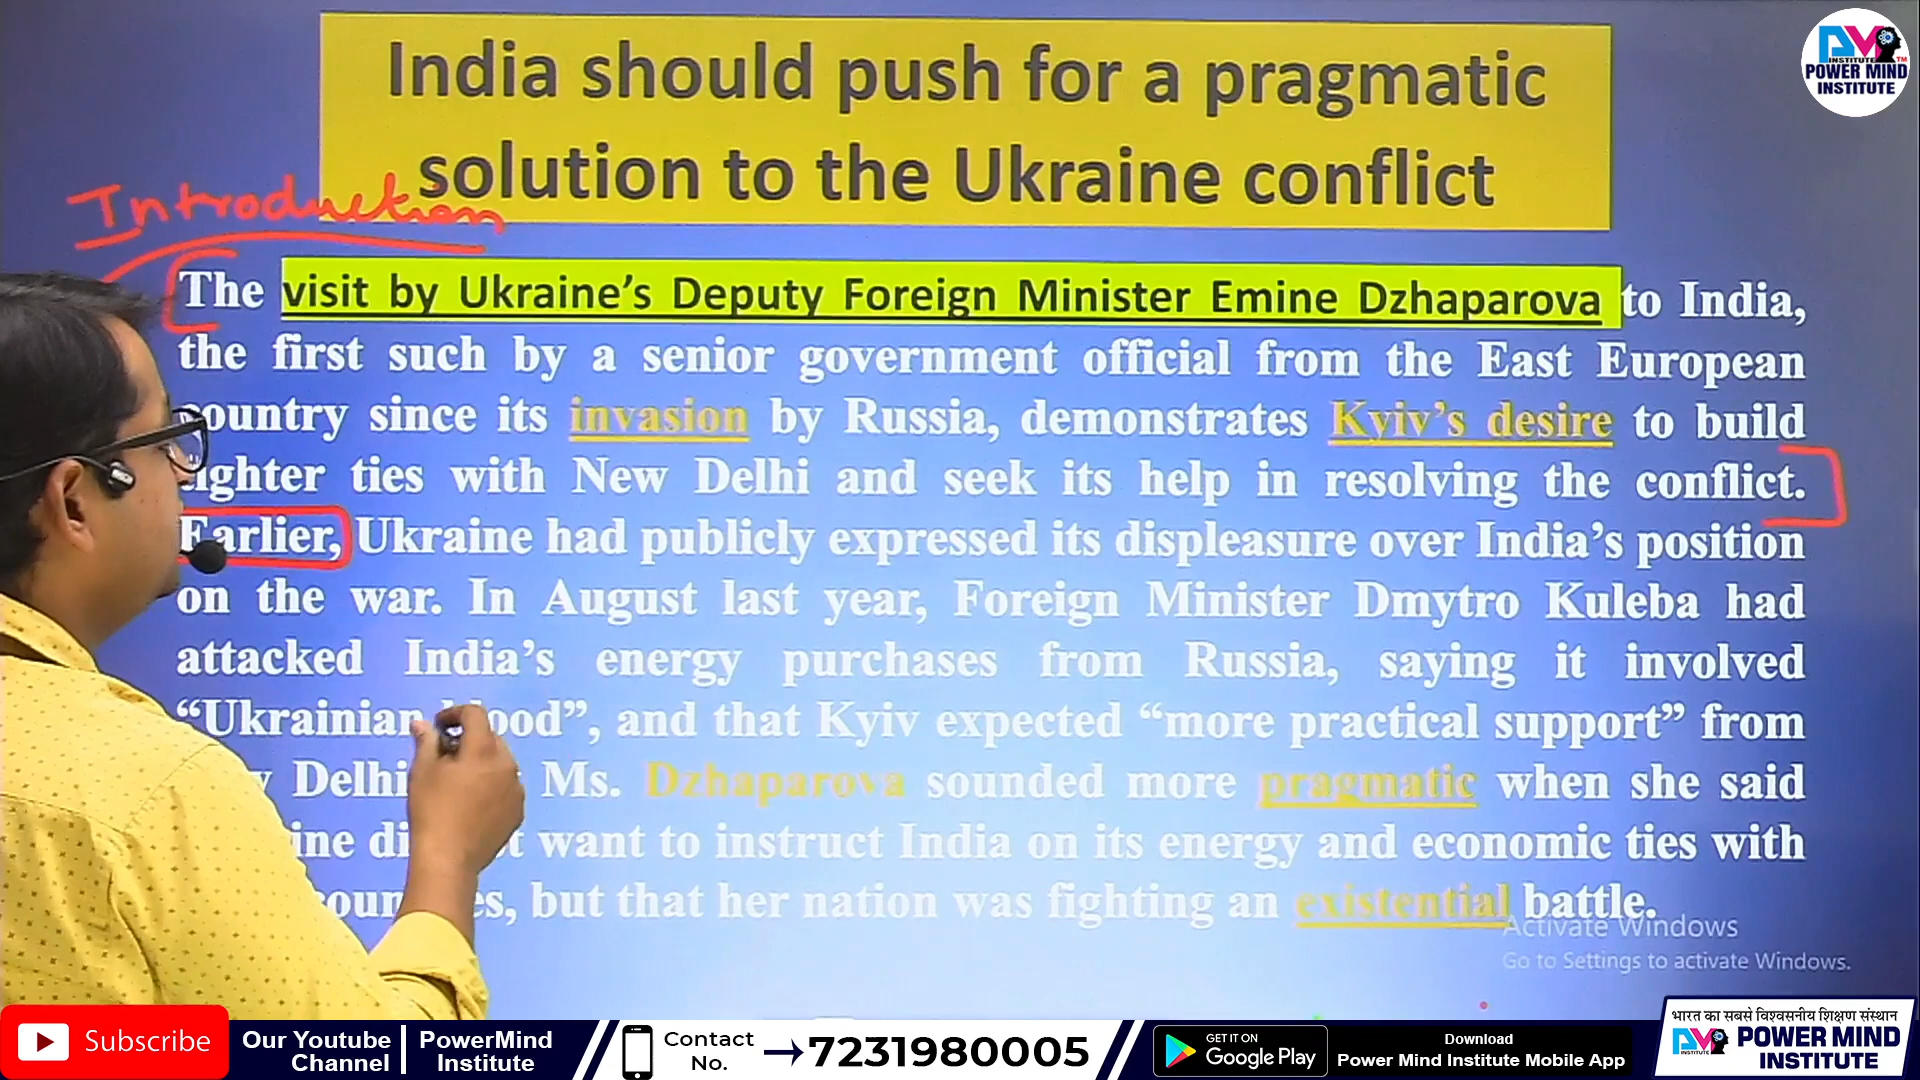 India should push for a pragmatic
solution to the Ukraine conflict
Introduction
The visit by Ukraine’s Deputy Foreign Minister Emine Dzhaparova to India,
the first such by a senior government official from the East European
country since its invasion by Russia, demonstrates Kyiv’s desire to build
tighter ties with New Delhi and seek its help in resolving the conflict.
Earlier, Ukraine had publicly expressed its displeasure over India’s position
on the war. In August last year, Foreign Minister Dmytro Kuleba had
attacked India’s energy purchases from Russia, saying it involved
“Ukrainian blood”, and that Kyiv expected “more practical support” from
Delhi Ms. Dzhaparova sounded more pragmatic when she said
want to instruct India on its energy and economic ties with
but that her nation was fighting an existential battle.
Activate Windows
Go to Settings to activate Windows.
PM
INSTITUTE TM
POWER MIND
INSTITUTE
Subscribe
Our Youtube
Channel
PowerMind
Institute
Contact
No.
7231980005
GET IT ON
Google Play
Download
Power Mind Institute Mobile App
भारत का सबसे विश्वसनीय शिक्षण संस्थान
PM
INSTITUTE
POWER MIND
INSTITUTE